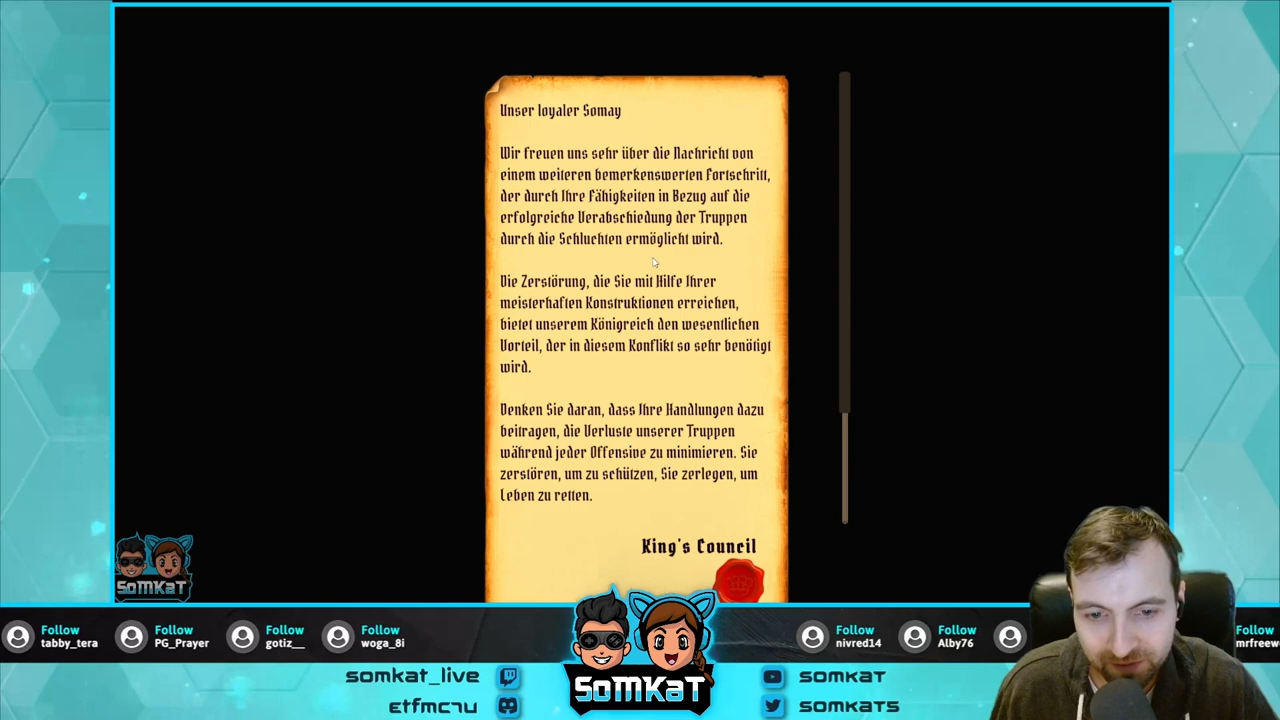 Unser loyaler Somay
Wir freuen uns sehr über die Nachricht von
einem weiteren bemerkenswerten Fortschritt,
der durch Ihre Fähigkeiten in Bezug auf die
erfolgreiche Verabschiedung der Truppen
durch die Schluchten ermöglicht wird.
Die Zerstörung, die Sie mit Hilfe Ihrer
meisterhaften Konstruktionen erreichen,
bietet unserem Königreich den wesentlichen
Vorteil, der in diesem Konflikt so sehr benötigt
wird.
Denken Sie daran, dass Ihre Handlungen dazu
beitragen, die Verluste unserer Truppen
während jeder Offensive zu minimieren. Sie
zerstören, um zu schützen, Sie zerlegen, um
Leben zu retten.
King's Council
SOMKAT
Follow
tabby_tera
Follow
PG_Prayer
Follow
gotiz__
Follow
woga_8i
Follow
nivred14
Follow
Alby76
Follow
mrfreew
somkat_live
SOMKAT
SOMKAT
EtfmC7U
SOMKATS